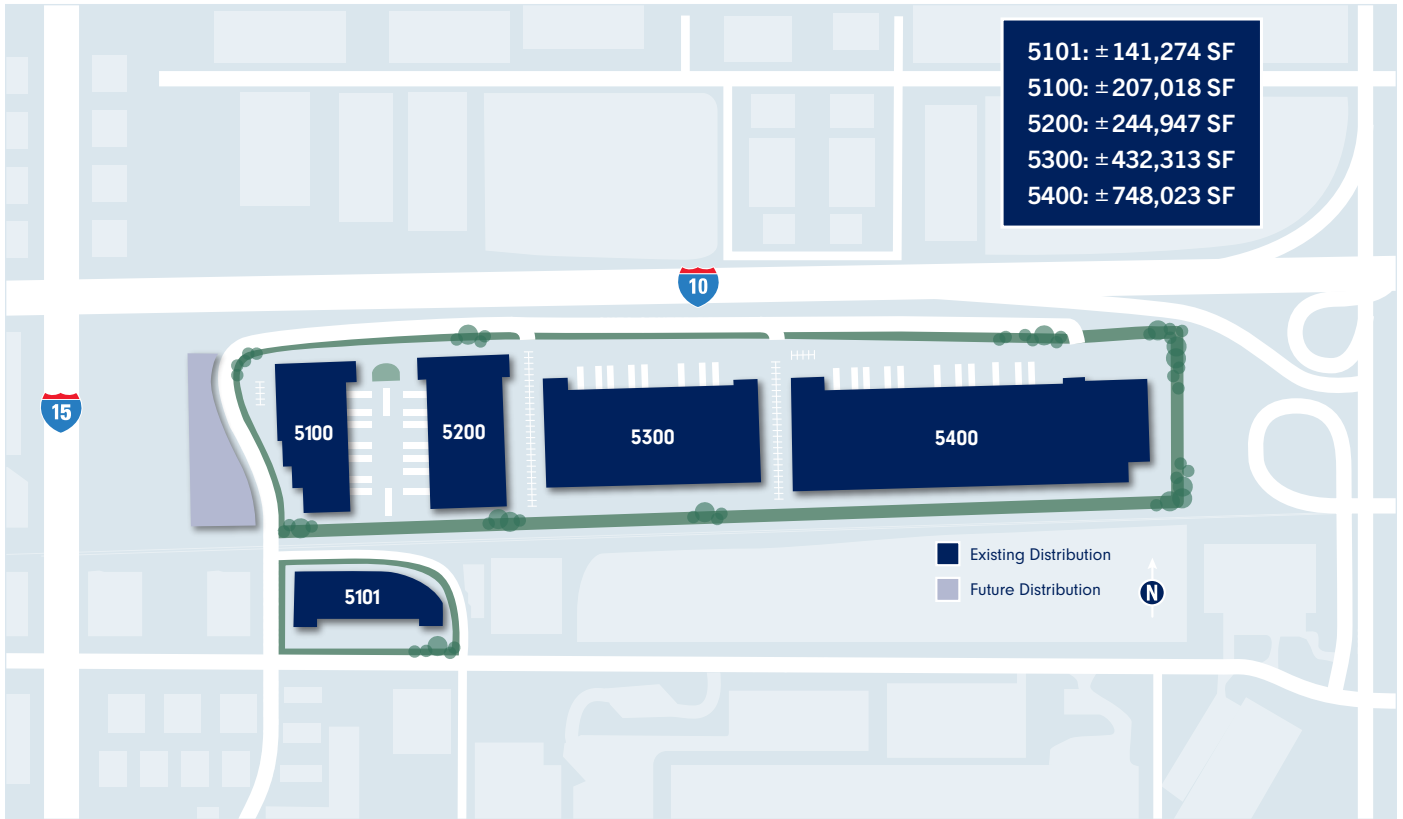 5101: ±141,274 SF
5100: ±207,018 SF
5200: ±244,947 SF
5300: ±432,313 SF
5400: ±748,023 SF
10
15
5100
5200
5300
5400
5101
Existing Distribution
Future Distribution
N